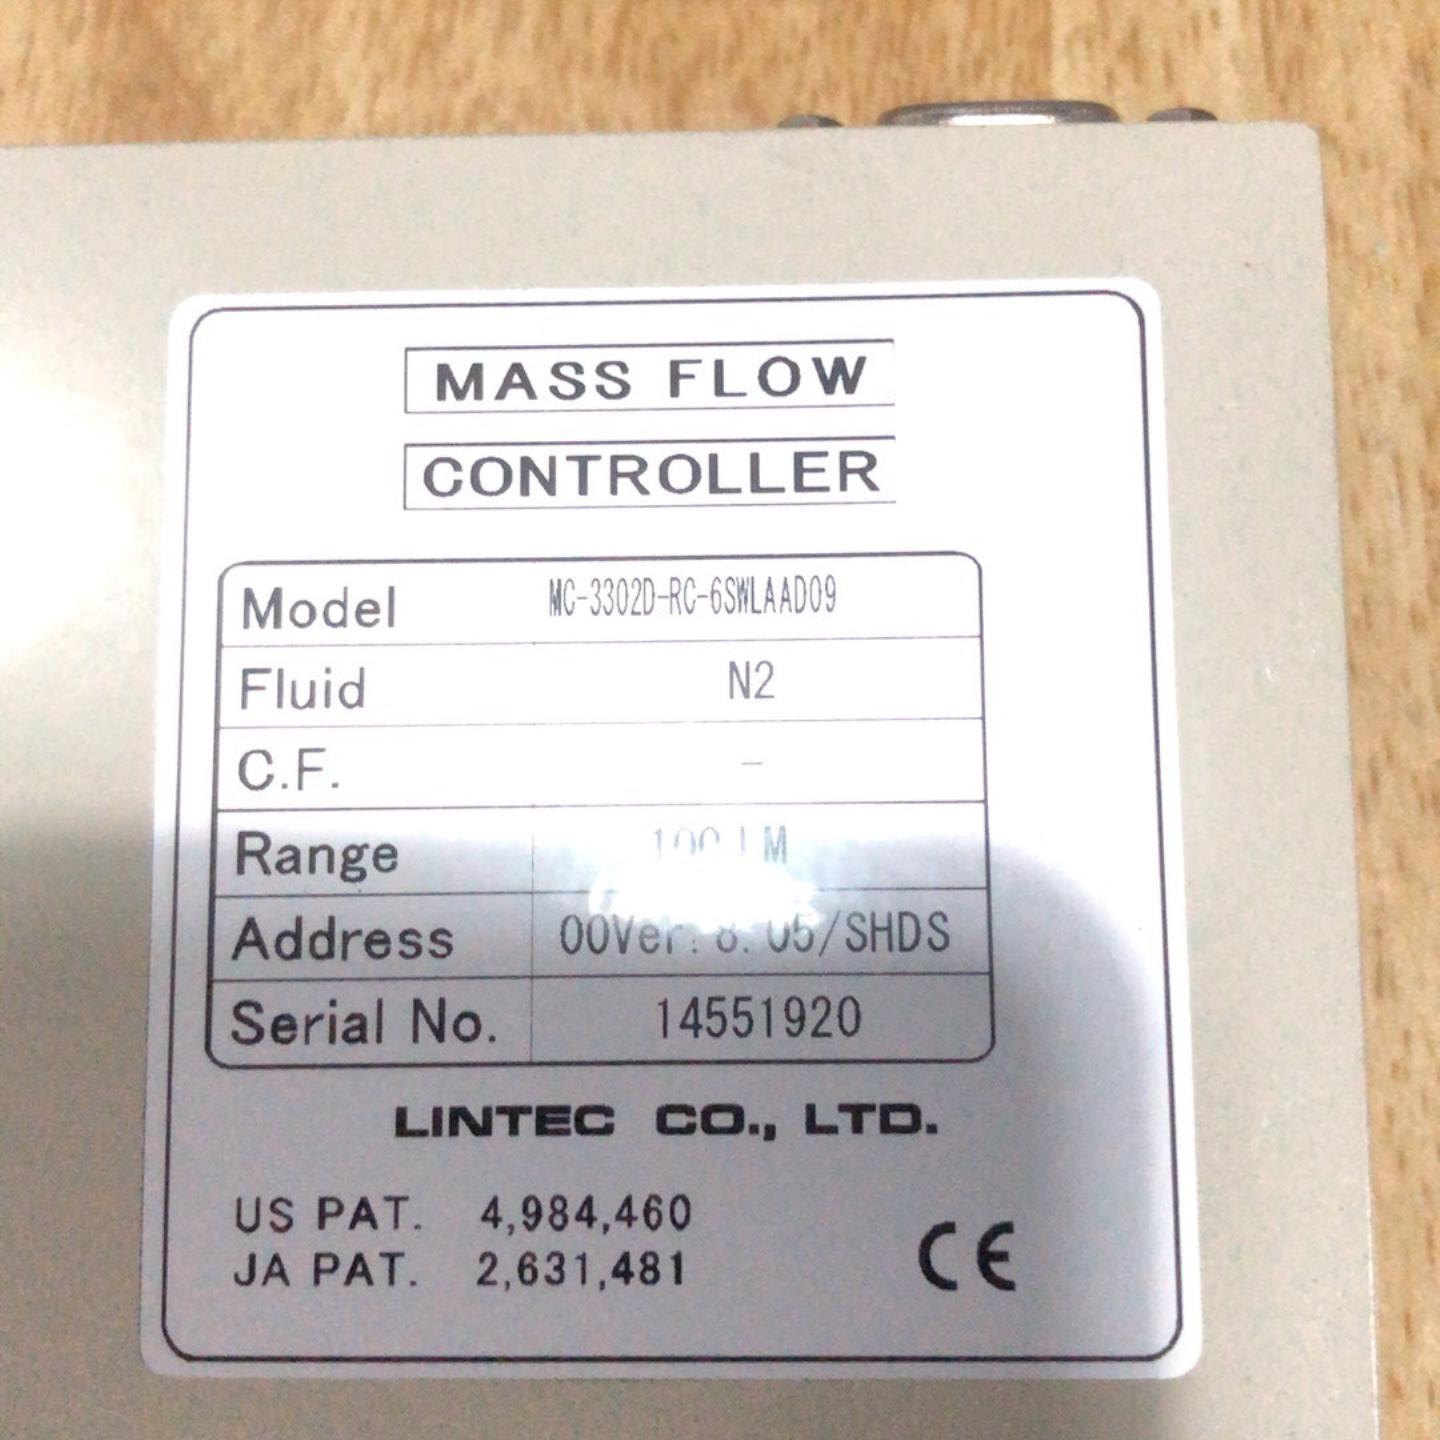 MASS FLOW
CONTROLLER
Model MC-3302D-RC-6SWLAAD09
Fluid N2
C.F. -
Range
Address 00Ver. 8.05/SHDS
Serial No. 14551920
LINTEC CO., LTD.
US PAT. 4,984,460
JA PAT. 2,631,481
CE